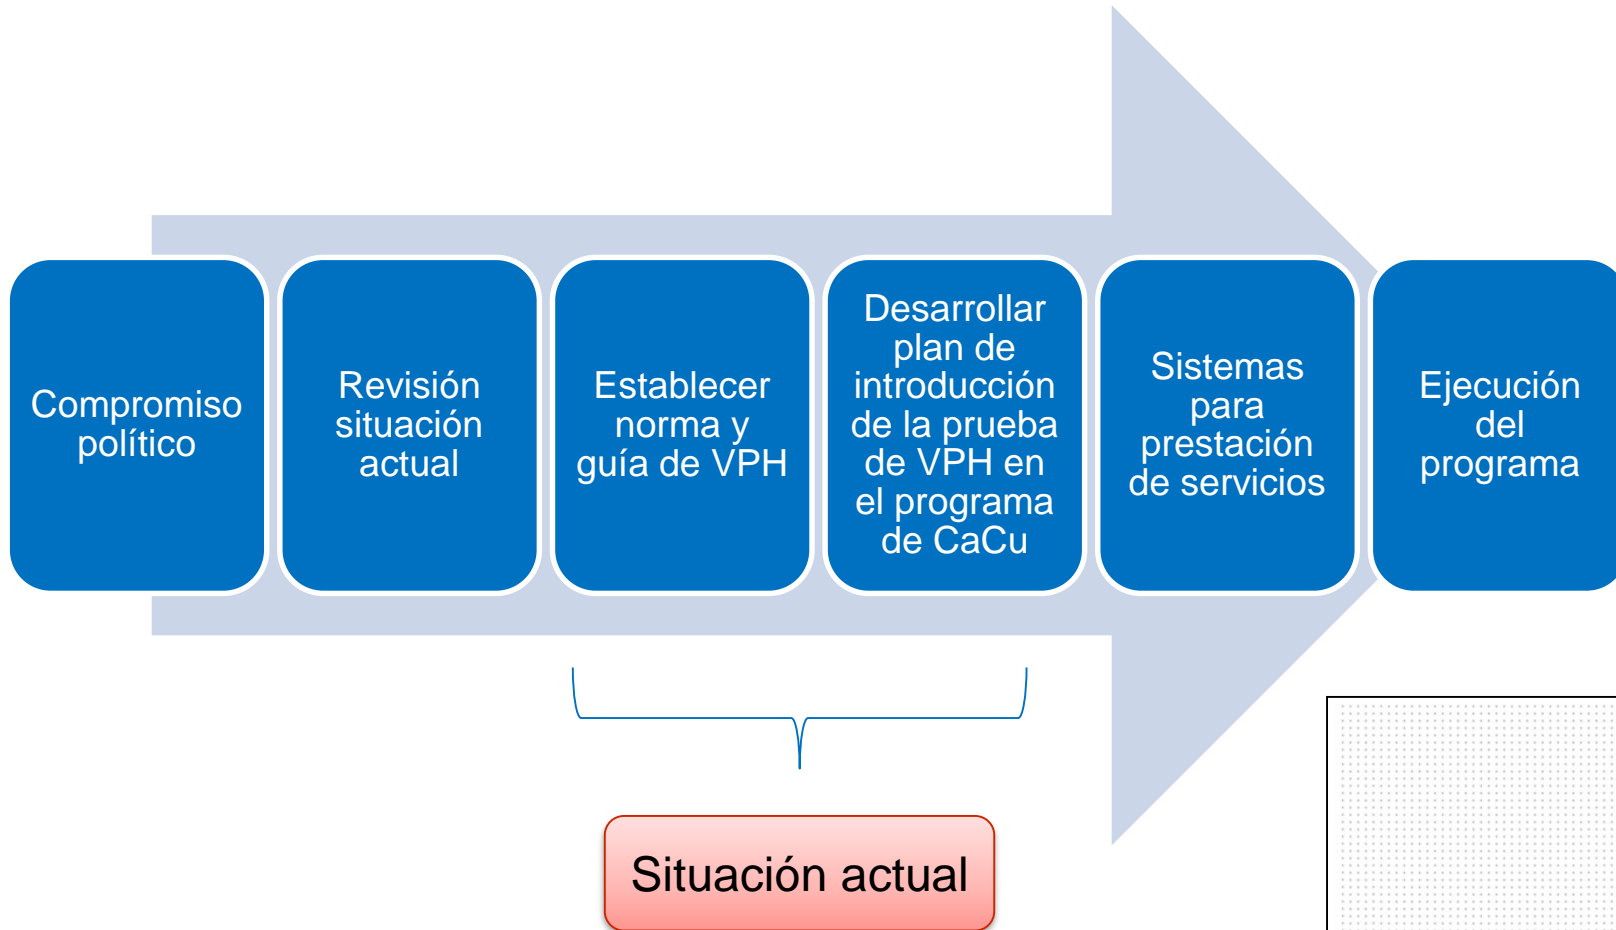 Compromiso
político
Revisión
situación
actual
Establecer
norma y
guía de VPH
Desarrollar
plan de
introducción
de la prueba
de VPH en
el programa
de CaCu
Sistemas
para
prestación
de servicios
Ejecución
del
programa
Situación actual